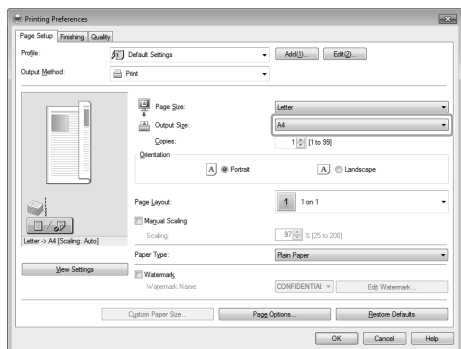 Printing Preferences
Page Setup Finishing Quality
Profile: Default Settings Add(1)... Edit(2)...
Output Method: Print
Page Size: Letter
Output Size: A4
Copies: 1 [1 to 99]
Orientation
A Portrait A Landscape
Page Layout: 1 1 on 1
Manual Scaling
Scaling: 97 % [25 to 200]
Letter -> A4 [Scaling: Auto]
Paper Type: Plain Paper
View Settings
Watermark
Watermark Name: CONFIDENTIAL Edit Watermark...
Custom Paper Size... Page Options... Restore Defaults
OK Cancel Help